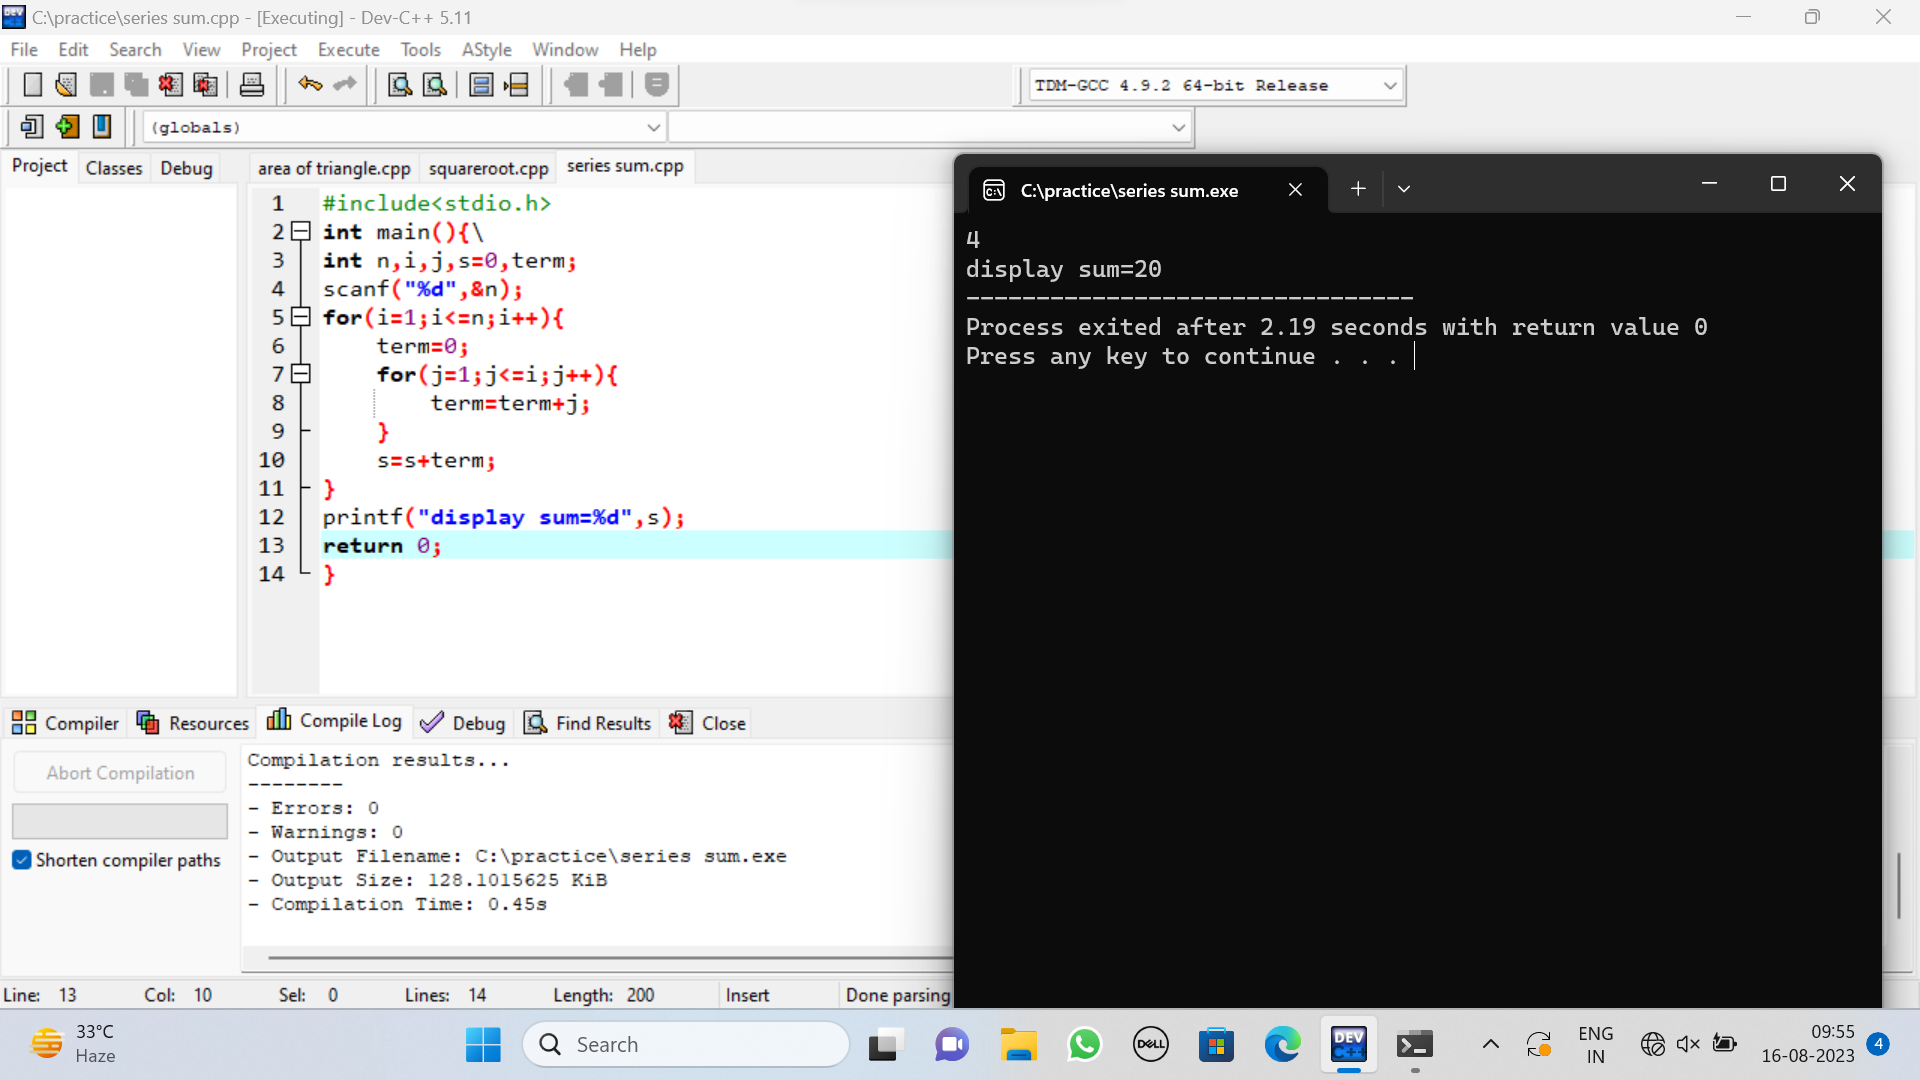 C:\practice\series sum.cpp - [Executing] - Dev-C++ 5.11
File Edit Search View Project Execute Tools AStyle Window Help
TDM-GCC 4.9.2 64-bit Release
(globals)
Project Classes Debug area of triangle.cpp squareroot.cpp series sum.cpp
1 #include<stdio.h>
2 int main(){\
3 int n,i,j,s=0,term;
4 scanf("%d",&n);
5 for(i=1;i<=n;i++){
6 term=0;
7 for(j=1;j<=i;j++){
8 term=term+j;
9 }
10 s=s+term;
11 }
12 printf("display sum=%d",s);
13 return 0;
14 }
C:\practice\series sum.exe
4
display sum=20
--------------------------------
Process exited after 2.19 seconds with return value 0
Press any key to continue . . .
Compiler Resources Compile Log Debug Find Results Close
Abort Compilation
Shorten compiler paths
Compilation results...
--------
- Errors: 0
- Warnings: 0
- Output Filename: C:\practice\series sum.exe
- Output Size: 128.1015625 KiB
- Compilation Time: 0.45s
Line: 13 Col: 10 Sel: 0 Lines: 14 Length: 200 Insert Done parsing
33°C
Haze
Search
DELL
DEV C++
ENG
IN
09:55
16-08-2023
4